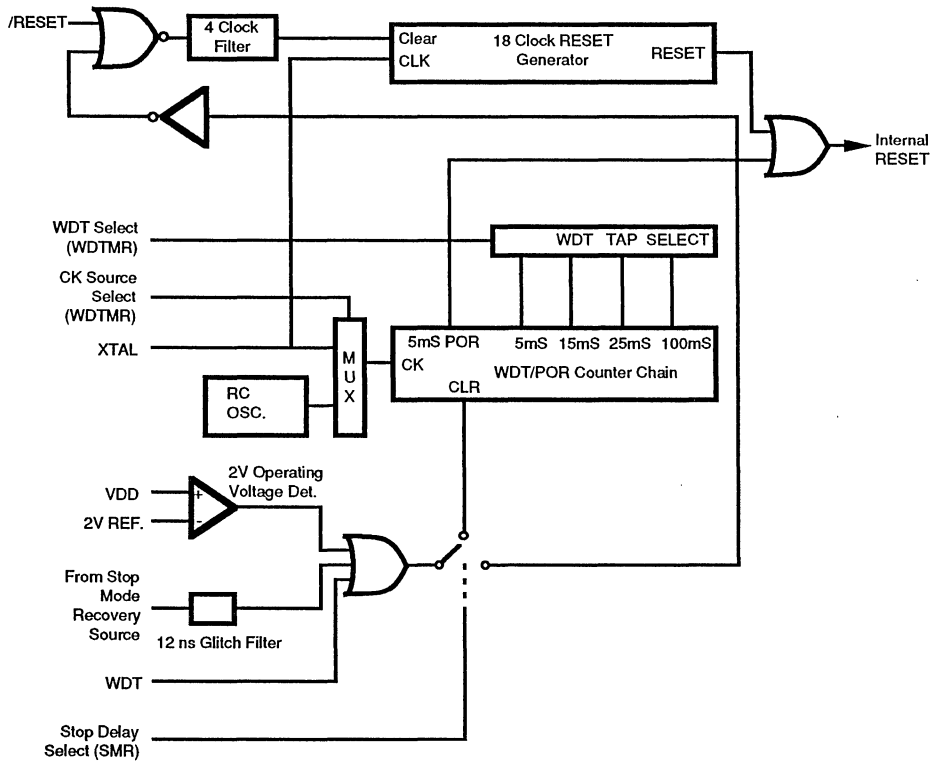 /RESET
4 Clock
Filter
Clear
CLK
18 Clock RESET
Generator
RESET
Internal
RESET
WDT Select
(WDTMR)
WDT TAP SELECT
CK Source
Select
(WDTMR)
XTAL
M
U
X
5mS POR
5mS 15mS 25mS 100mS
CK
WDT/POR Counter Chain
CLR
RC
OSC.
2V Operating
Voltage Det.
VDD
+
2V REF.
-
From Stop
Mode
Recovery
Source
12 ns Glitch Filter
WDT
Stop Delay
Select (SMR)